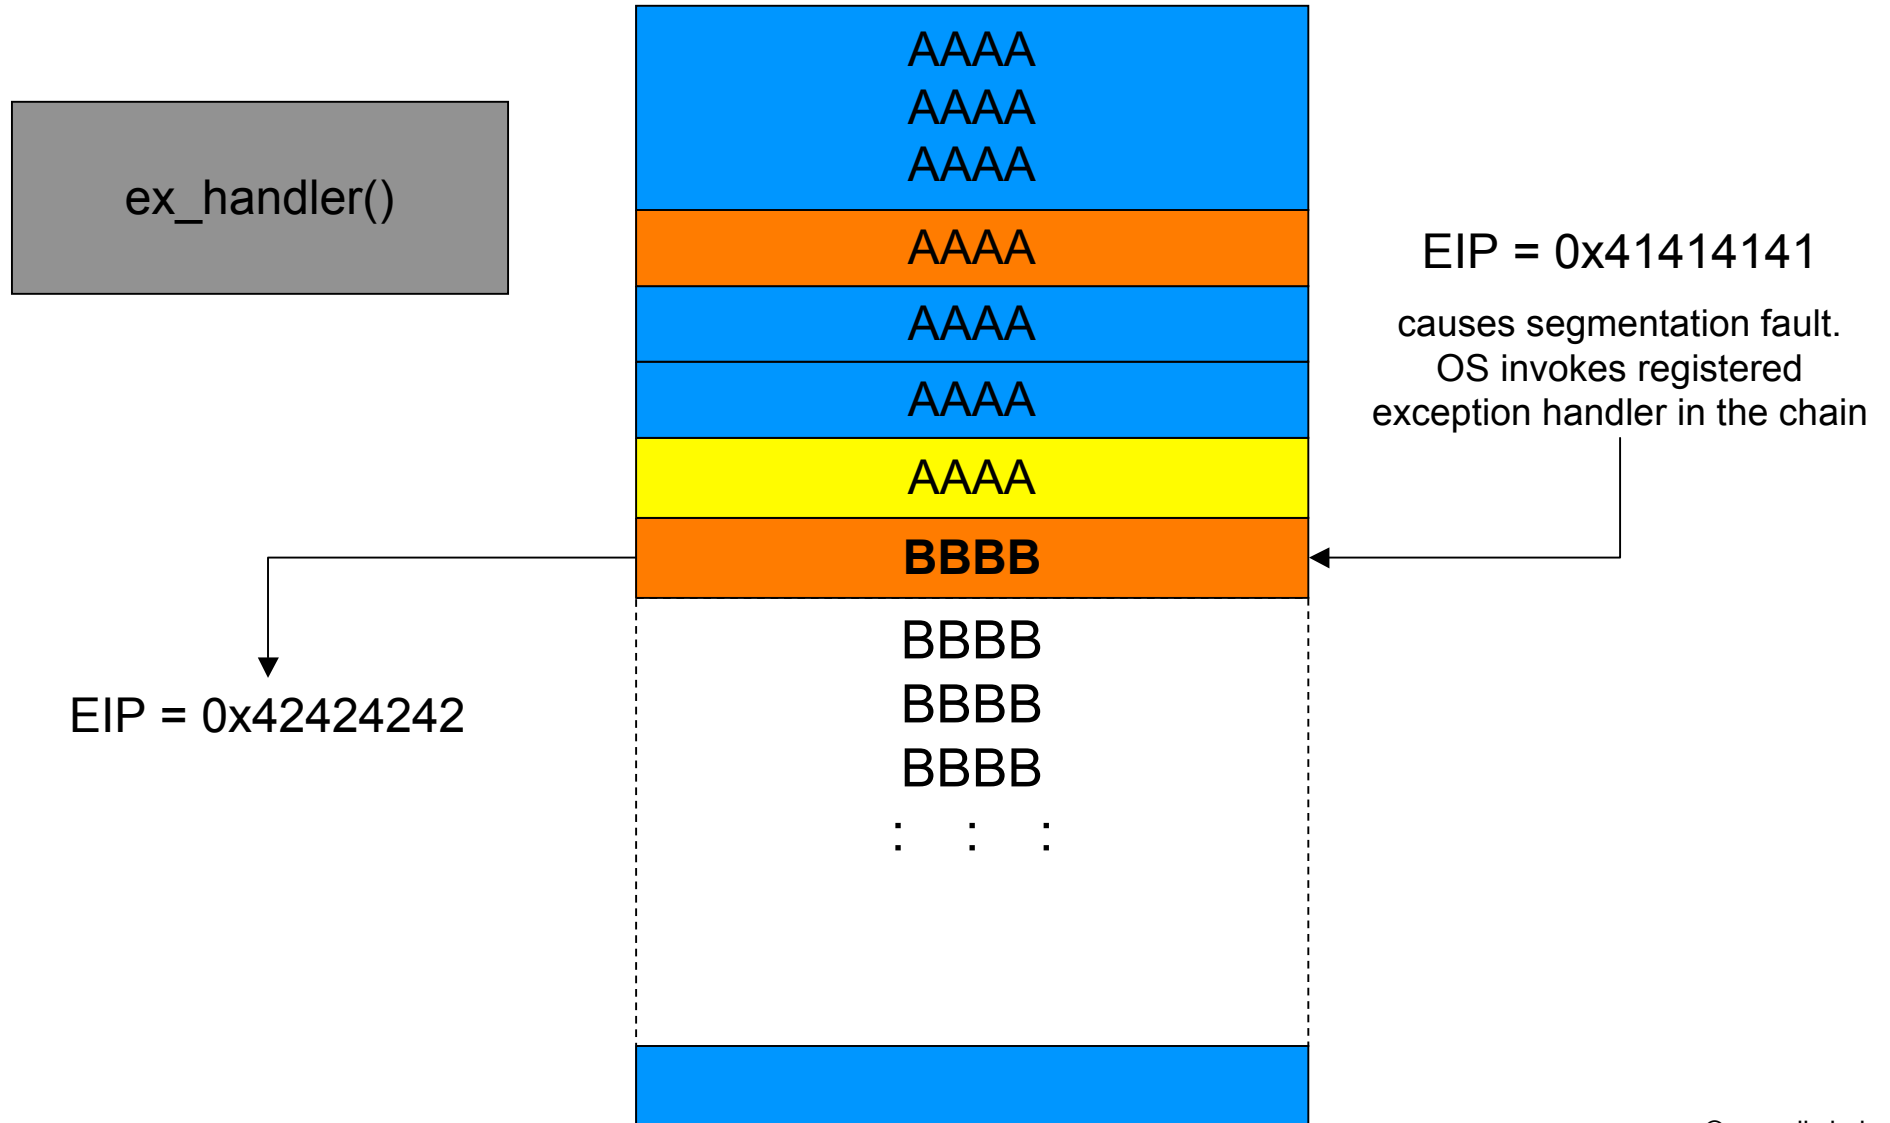 ex_handler()
AAAA
AAAA
AAAA
AAAA
AAAA
AAAA
AAAA
BBBB
BBBB
BBBB
BBBB
: : :
EIP = 0x41414141
causes segmentation fault.
OS invokes registered
exception handler in the chain
EIP = 0x42424242